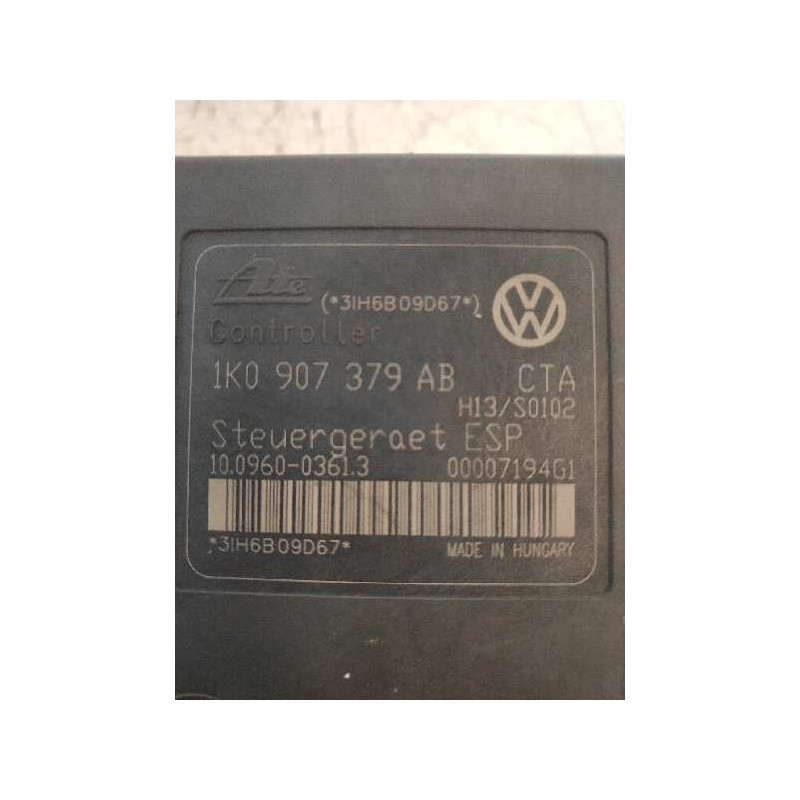 Ate (*3IH6B09D67*)
Controller
1K0 907 379 AB CTA
H13/S0102
Steuergeraet ESP
10.0960-0361.3 00007194G1
*3IH6B09D67* MADE IN HUNGARY